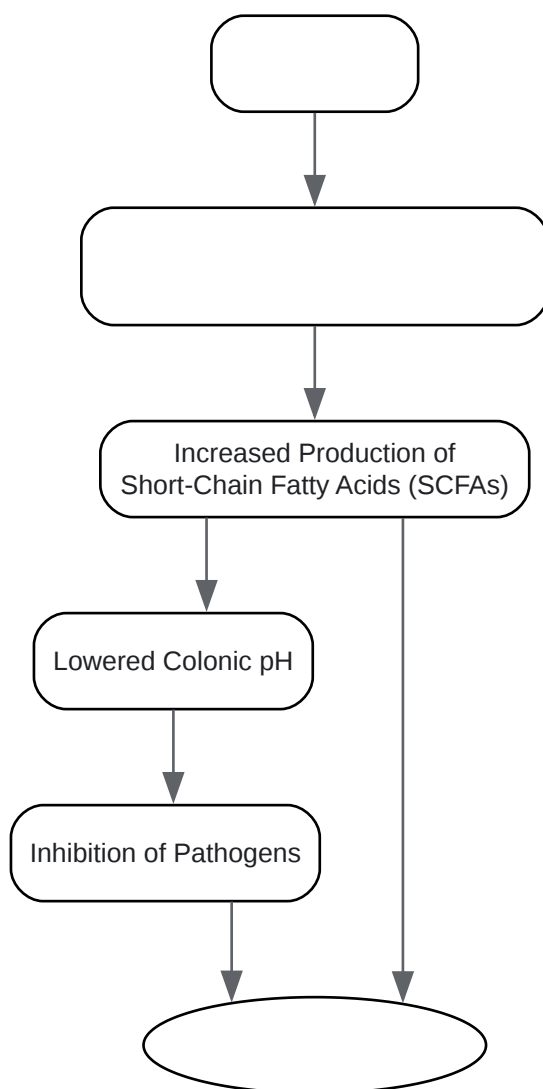 Increased Production of
Short-Chain Fatty Acids (SCFAs)
Lowered Colonic pH
Inhibition of Pathogens